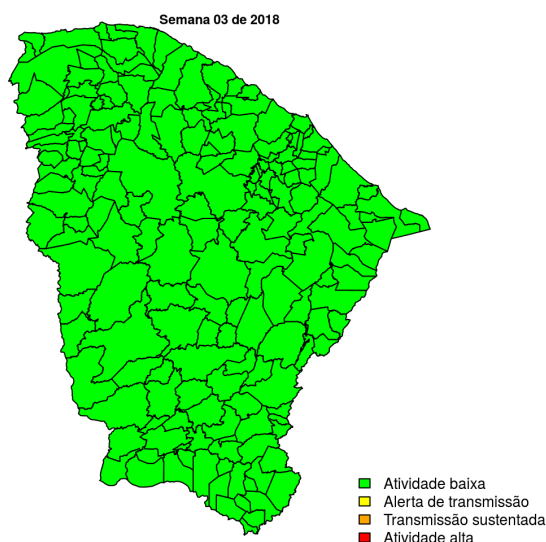 Semana 03 de 2018
Atividade baixa
Alerta de transmissão
Transmissão sustentada
Atividade alta